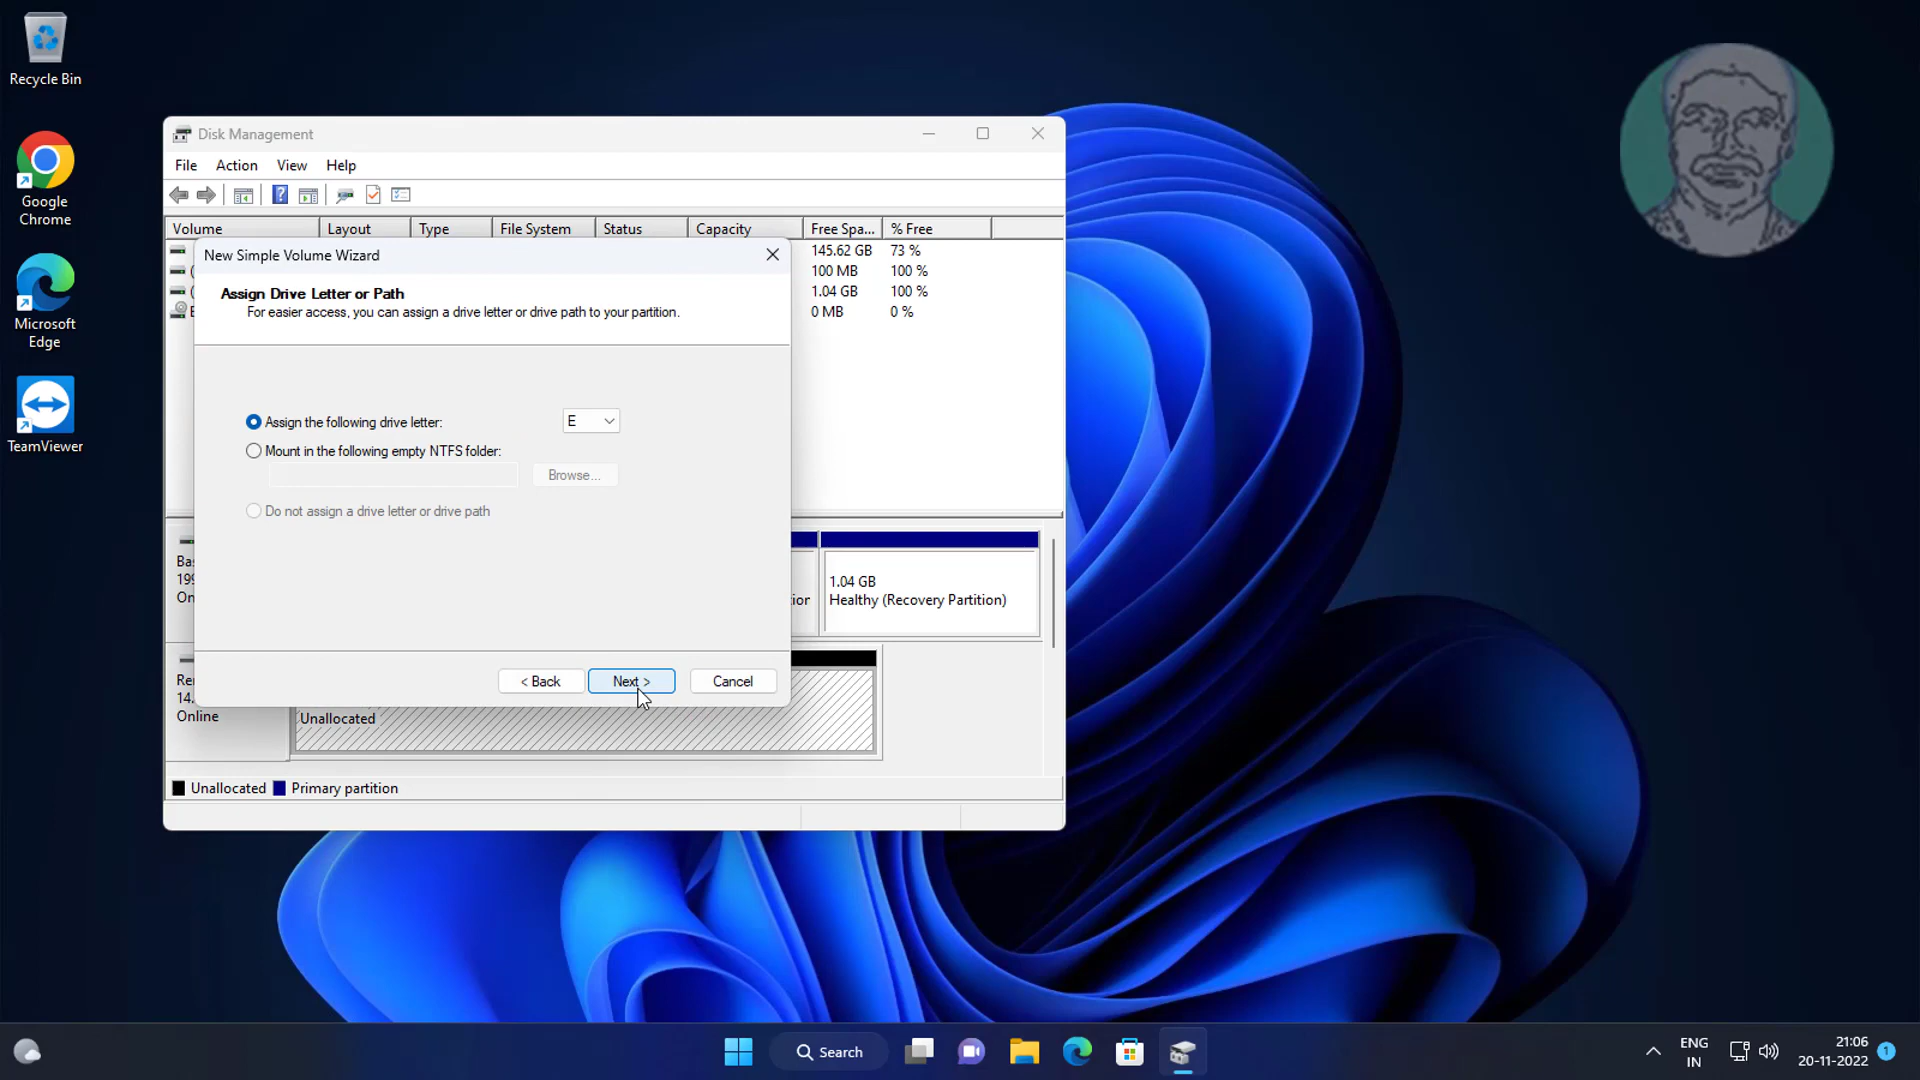 Recycle Bin
Google
Chrome
Microsoft
Edge
TeamViewer
Disk Management
File Action View Help
Volume Layout Type File System Status Capacity Free Spa... % Free
145.62 GB 73 %
100 MB 100 %
1.04 GB 100 %
0 MB 0 %
New Simple Volume Wizard
Assign Drive Letter or Path
For easier access, you can assign a drive letter or drive path to your partition.
Assign the following drive letter: E
Mount in the following empty NTFS folder:
Browse...
Do not assign a drive letter or drive path
< Back Next > Cancel
Bas
199
On
1.04 GB
Healthy (Recovery Partition)
Re
14.
Online
Unallocated
Unallocated Primary partition
Search
ENG
IN
21:06
20-11-2022
1